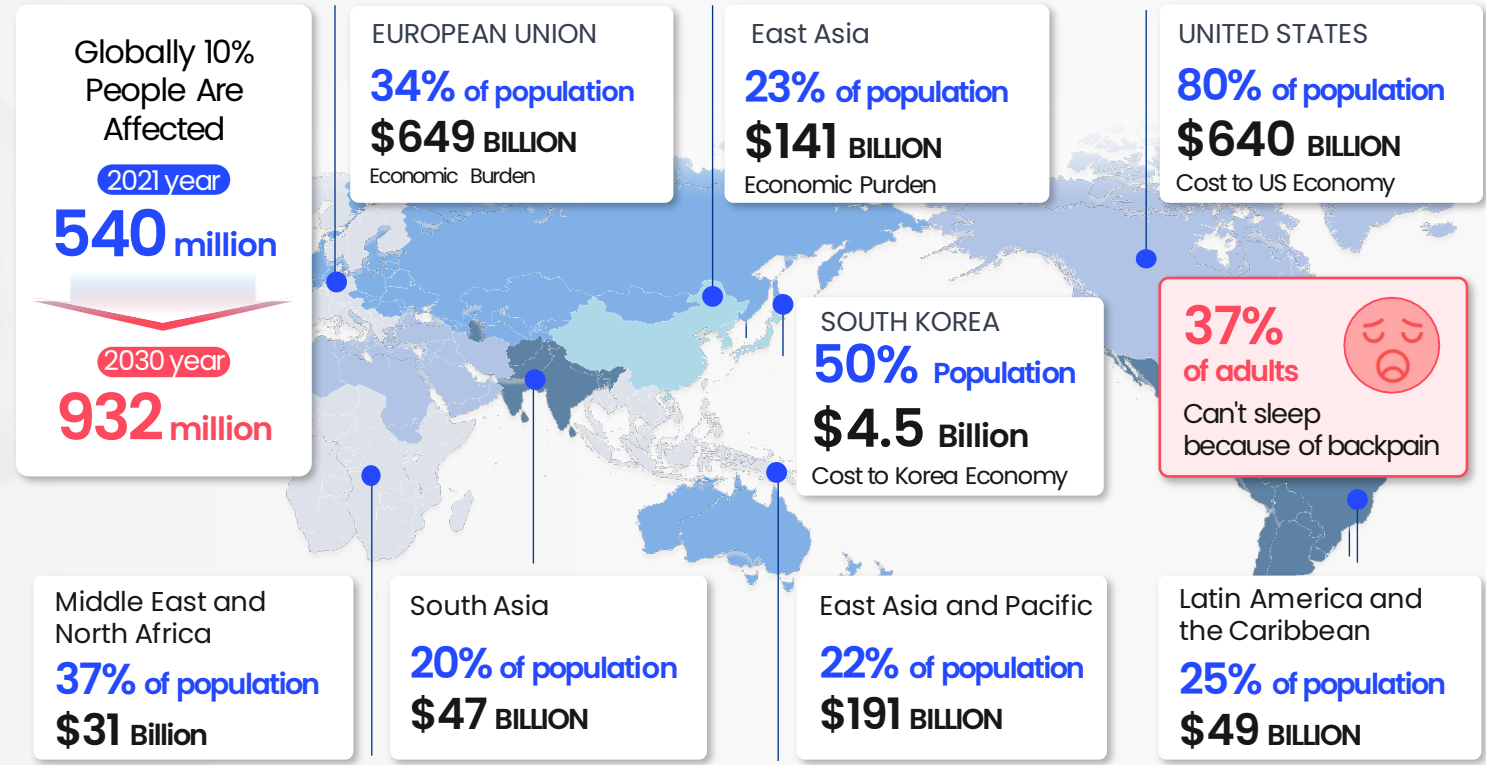 Globally 10%
People Are
Affected
2021 year
540 million
2030 year
932 million
EUROPEAN UNION
34% of population
$649 BILLION
Economic Burden
East Asia
23% of population
$141 BILLION
Economic Purden
UNITED STATES
80% of population
$640 BILLION
Cost to US Economy
SOUTH KOREA
50% Population
$4.5 Billion
Cost to Korea Economy
37%
of adults
Can't sleep
because of backpain
Middle East and
North Africa
37% of population
$31 Billion
South Asia
20% of population
$47 BILLION
East Asia and Pacific
22% of population
$191 BILLION
Latin America and
the Caribbean
25% of population
$49 BILLION